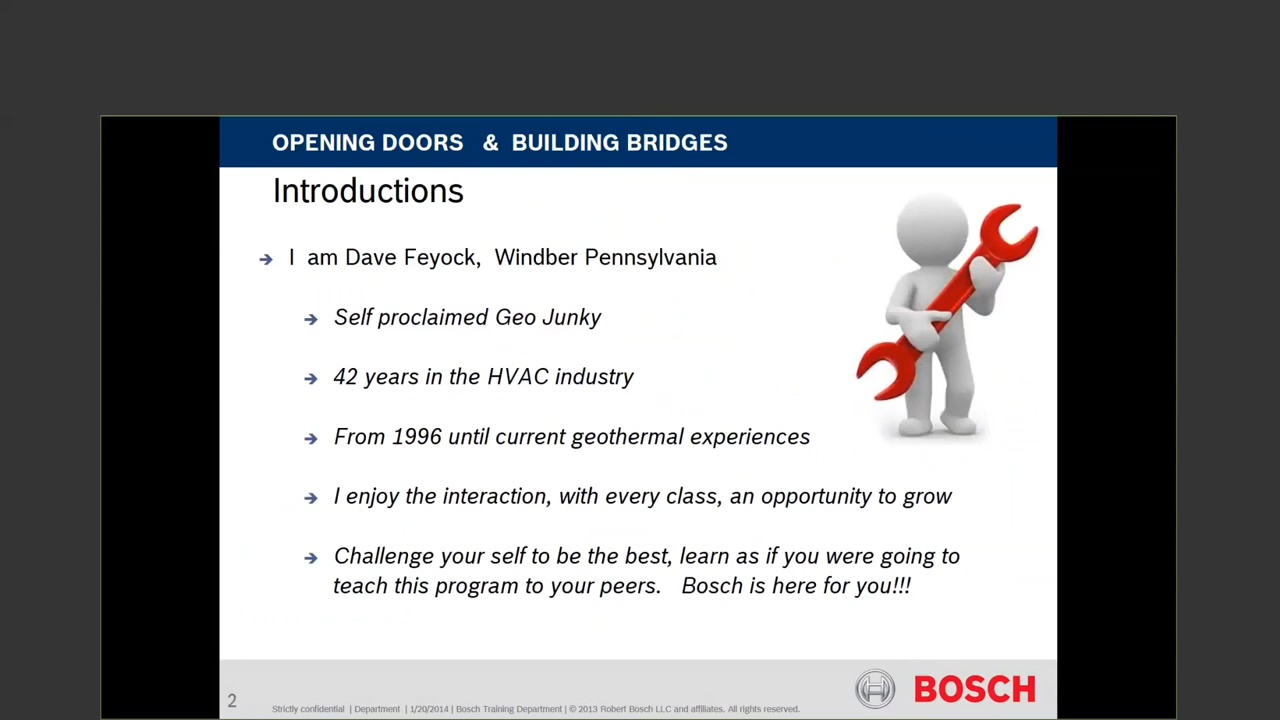 OPENING DOORS & BUILDING BRIDGES
Introductions
→ I am Dave Feyock, Windber Pennsylvania
→ Self proclaimed Geo Junky
→ 42 years in the HVAC industry
→ From 1996 until current geothermal experiences
→ I enjoy the interaction, with every class, an opportunity to grow
→ Challenge your self to be the best, learn as if you were going to
teach this program to your peers. Bosch is here for you!!!
2
Strictly confidential | Department | 1/20/2014 | Bosch Training Department | © 2013 Robert Bosch LLC and affiliates. All rights reserved.
BOSCH